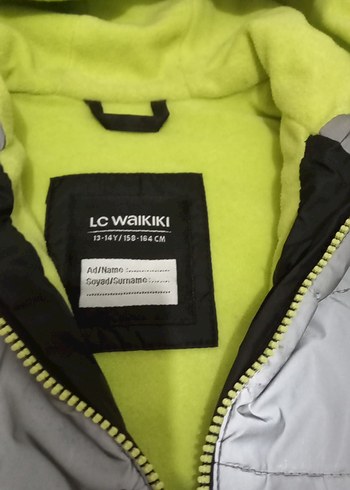 LC WAIKIKI
13-14Y/158-164 CM
Ad/Name :..............
Soyad/Surname :........
..............................